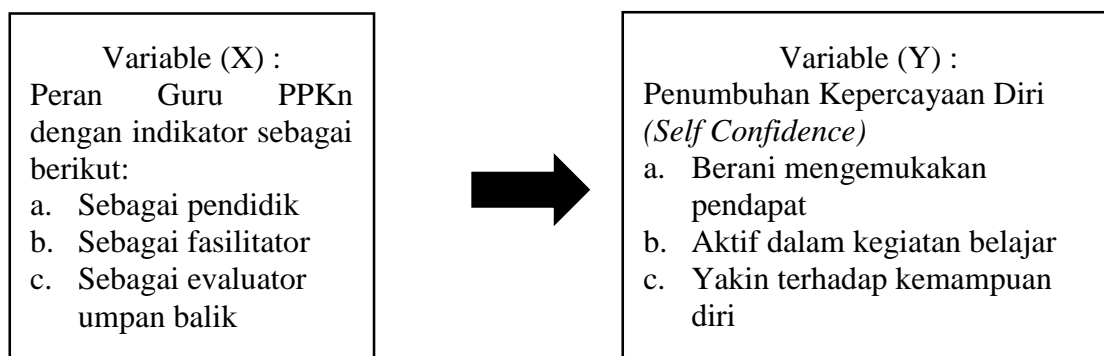 Variable (X) :
Peran Guru PPKn
dengan indikator sebagai
berikut:
a. Sebagai pendidik
b. Sebagai fasilitator
c. Sebagai evaluator
umpan balik
Variable (Y) :
Penumbuhan Kepercayaan Diri
(Self Confidence)
a. Berani mengemukakan
pendapat
b. Aktif dalam kegiatan belajar
c. Yakin terhadap kemampuan
diri